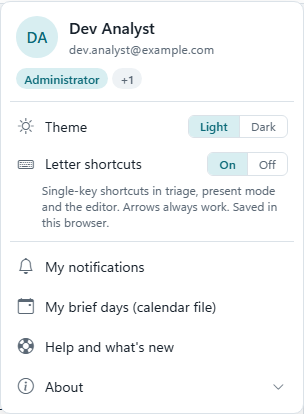 DA
Dev Analyst
dev.analyst@example.com
Administrator +1
Theme Light Dark
Letter shortcuts On Off
Single-key shortcuts in triage, present mode
and the editor. Arrows always work. Saved in
this browser.
My notifications
My brief days (calendar file)
Help and what's new
About